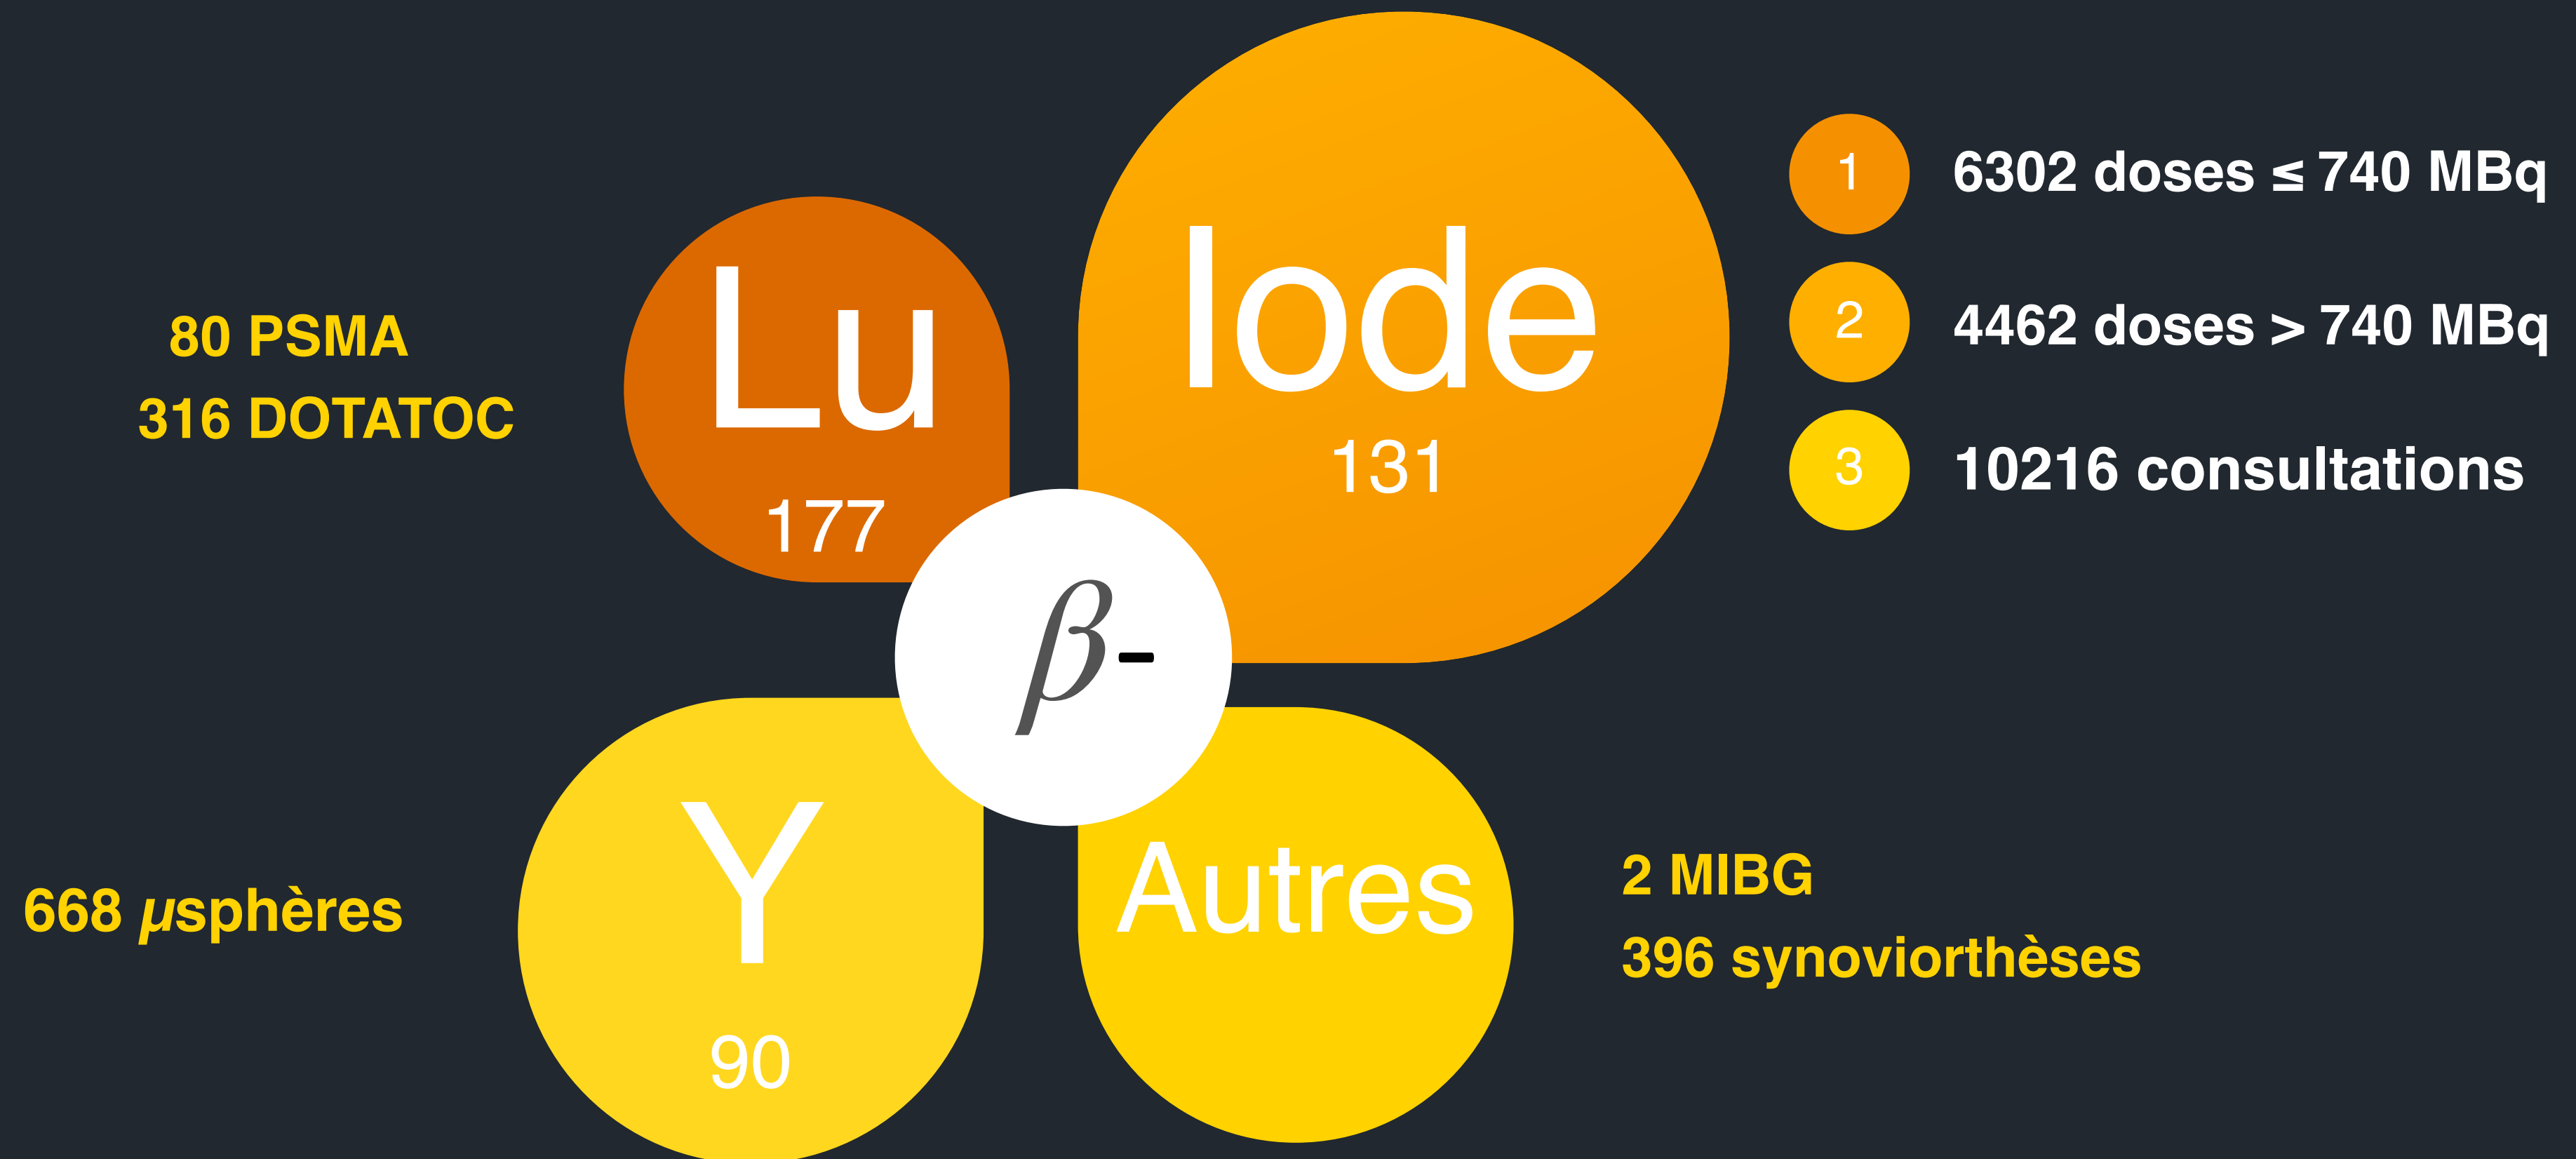 80 PSMA
316 DOTATOC
Lu
177
Iode
131
1
6302 doses ≤ 740 MBq
2
4462 doses > 740 MBq
3
10216 consultations
β-
668 µsphères
Y
90
Autres
2 MIBG
396 synoviorthèses